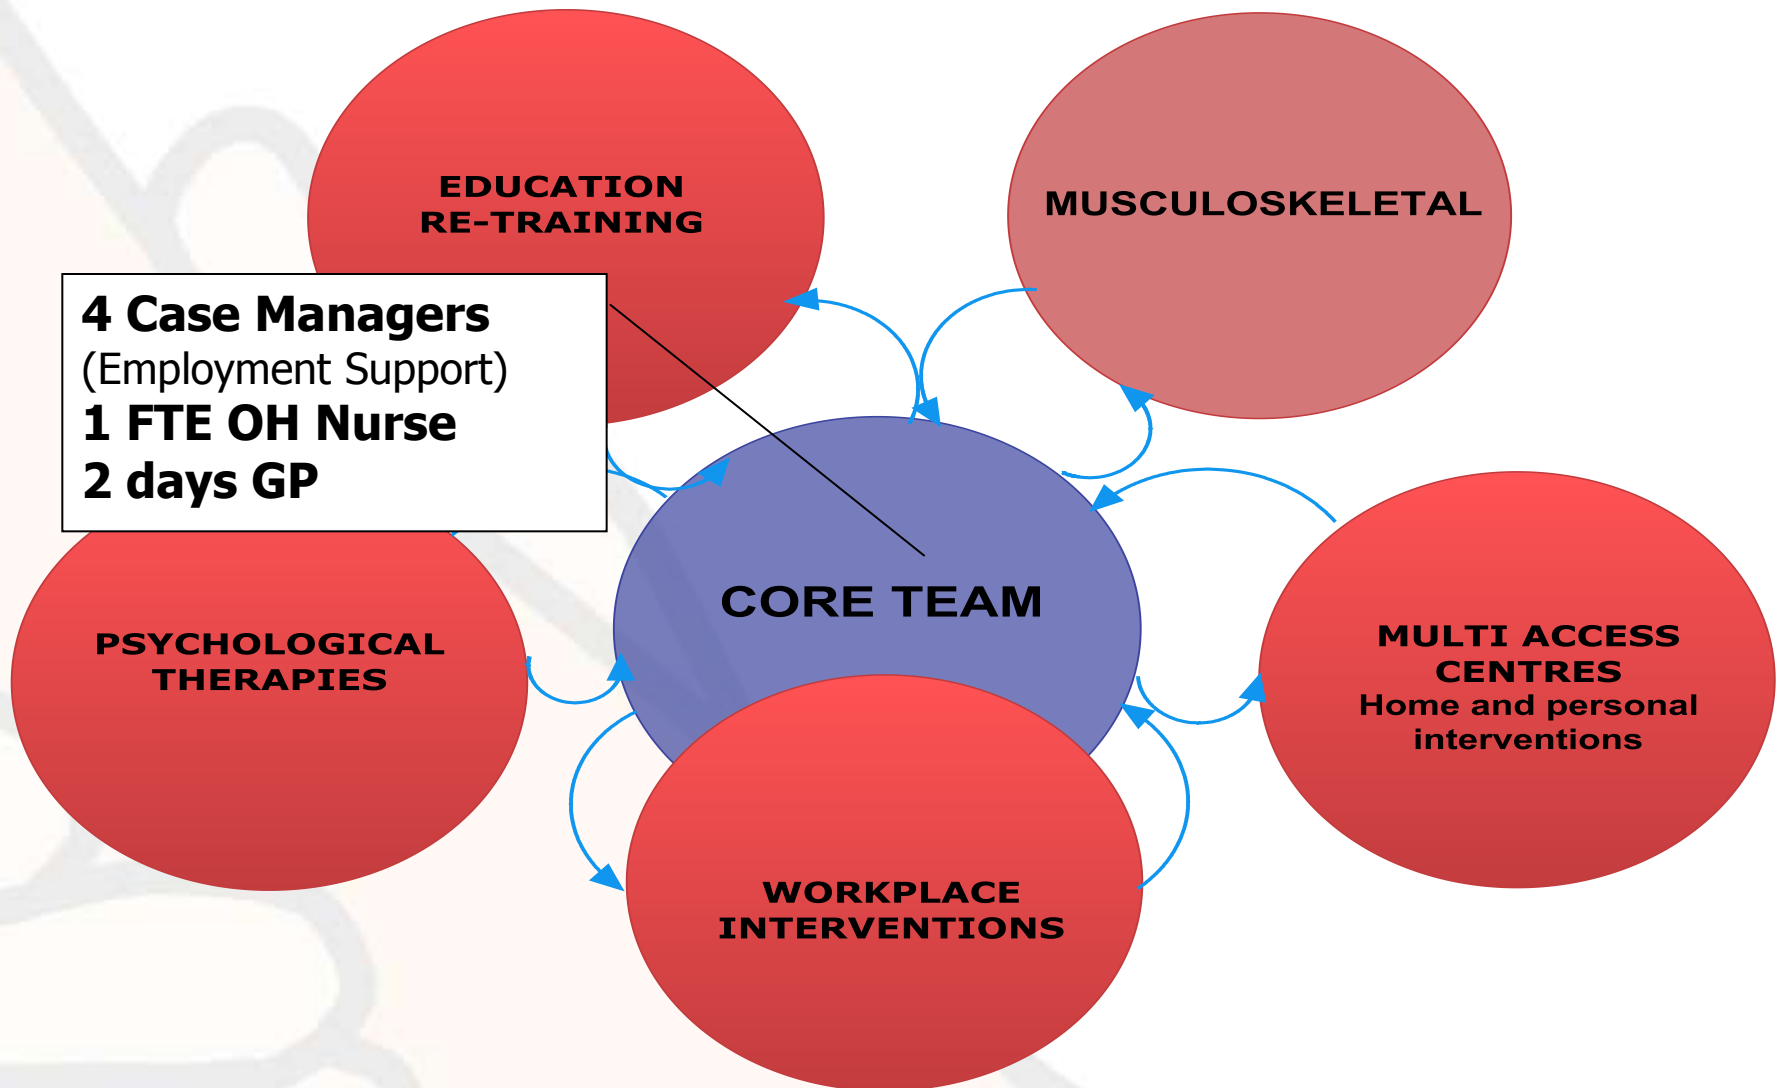 EDUCATION
RE-TRAINING
MUSCULOSKELETAL
4 Case Managers
(Employment Support)
1 FTE OH Nurse
2 days GP
CORE TEAM
PSYCHOLOGICAL
THERAPIES
MULTI ACCESS
CENTRES
Home and personal
interventions
WORKPLACE
INTERVENTIONS